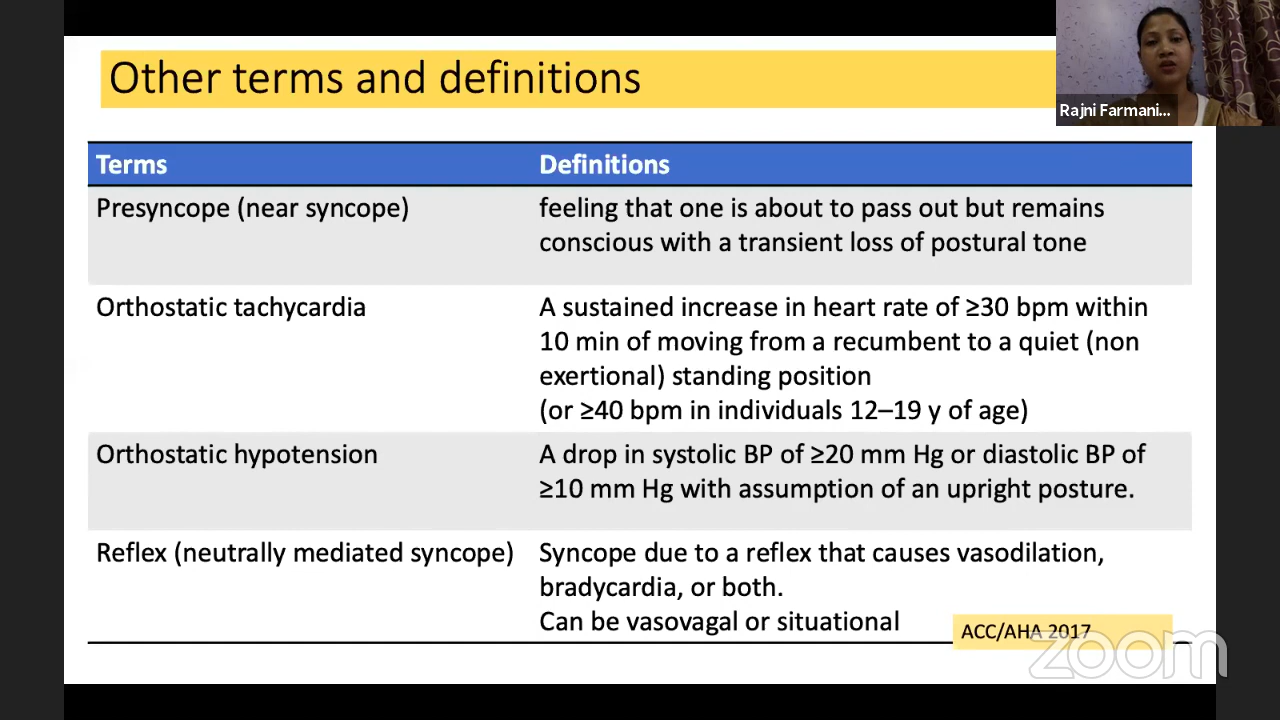 Other terms and definitions
Rajni Farmani...
Terms Definitions
Presyncope (near syncope) feeling that one is about to pass out but remains
conscious with a transient loss of postural tone
Orthostatic tachycardia A sustained increase in heart rate of ≥30 bpm within
10 min of moving from a recumbent to a quiet (non
exertional) standing position
(or ≥40 bpm in individuals 12–19 y of age)
Orthostatic hypotension A drop in systolic BP of ≥20 mm Hg or diastolic BP of
≥10 mm Hg with assumption of an upright posture.
Reflex (neutrally mediated syncope) Syncope due to a reflex that causes vasodilation,
bradycardia, or both.
Can be vasovagal or situational
ACC/AHA 2017
zoom